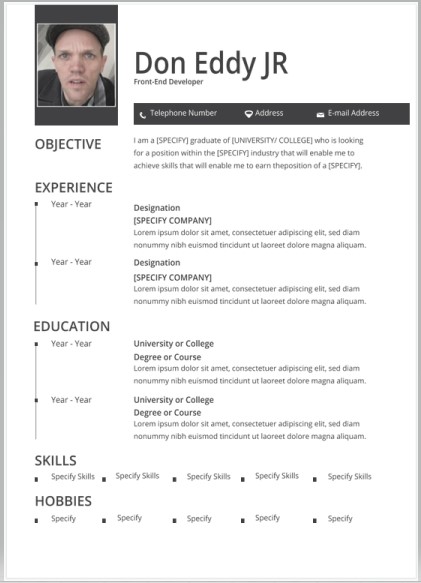 Don Eddy JR
Front-End Developer
Telephone Number Address E-mail Address
OBJECTIVE
I am a [SPECIFY] graduate of [UNIVERSITY/ COLLEGE] who is looking
for a position within the [SPECIFY] industry that will enable me to
achieve skills that will enable me to earn theposition of a [SPECIFY].
EXPERIENCE
Year - Year
Designation
[SPECIFY COMPANY]
Lorem ipsum dolor sit amet, consectetuer adipiscing elit, sed diam
nonummy nibh euismod tincidunt ut laoreet dolore magna aliquam.
Year - Year
Designation
[SPECIFY COMPANY]
Lorem ipsum dolor sit amet, consectetuer adipiscing elit, sed diam
nonummy nibh euismod tincidunt ut laoreet dolore magna aliquam.
EDUCATION
Year - Year
University or College
Degree or Course
Lorem ipsum dolor sit amet, consectetuer adipiscing elit, sed diam
nonummy nibh euismod tincidunt ut laoreet dolore magna aliquam.
Year - Year
University or College
Degree or Course
Lorem ipsum dolor sit amet, consectetuer adipiscing elit, sed diam
nonummy nibh euismod tincidunt ut laoreet dolore magna aliquam.
SKILLS
Specify Skills Specify Skills Specify Skills Specify Skills Specify Skills
HOBBIES
Specify Specify Specify Specify Specify